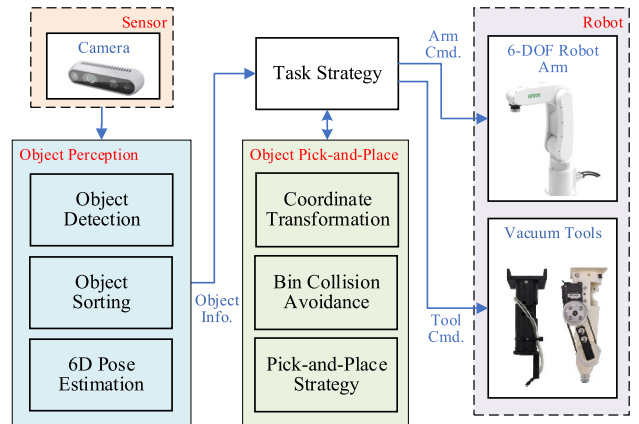 Sensor
Camera
Object Perception
Object
Detection
Object
Sorting
6D Pose
Estimation
Object
Info.
Task Strategy
Object Pick-and-Place
Coordinate
Transformation
Bin Collision
Avoidance
Pick-and-Place
Strategy
Arm
Cmd.
Tool
Cmd.
Robot
6-DOF Robot
Arm
Vacuum Tools